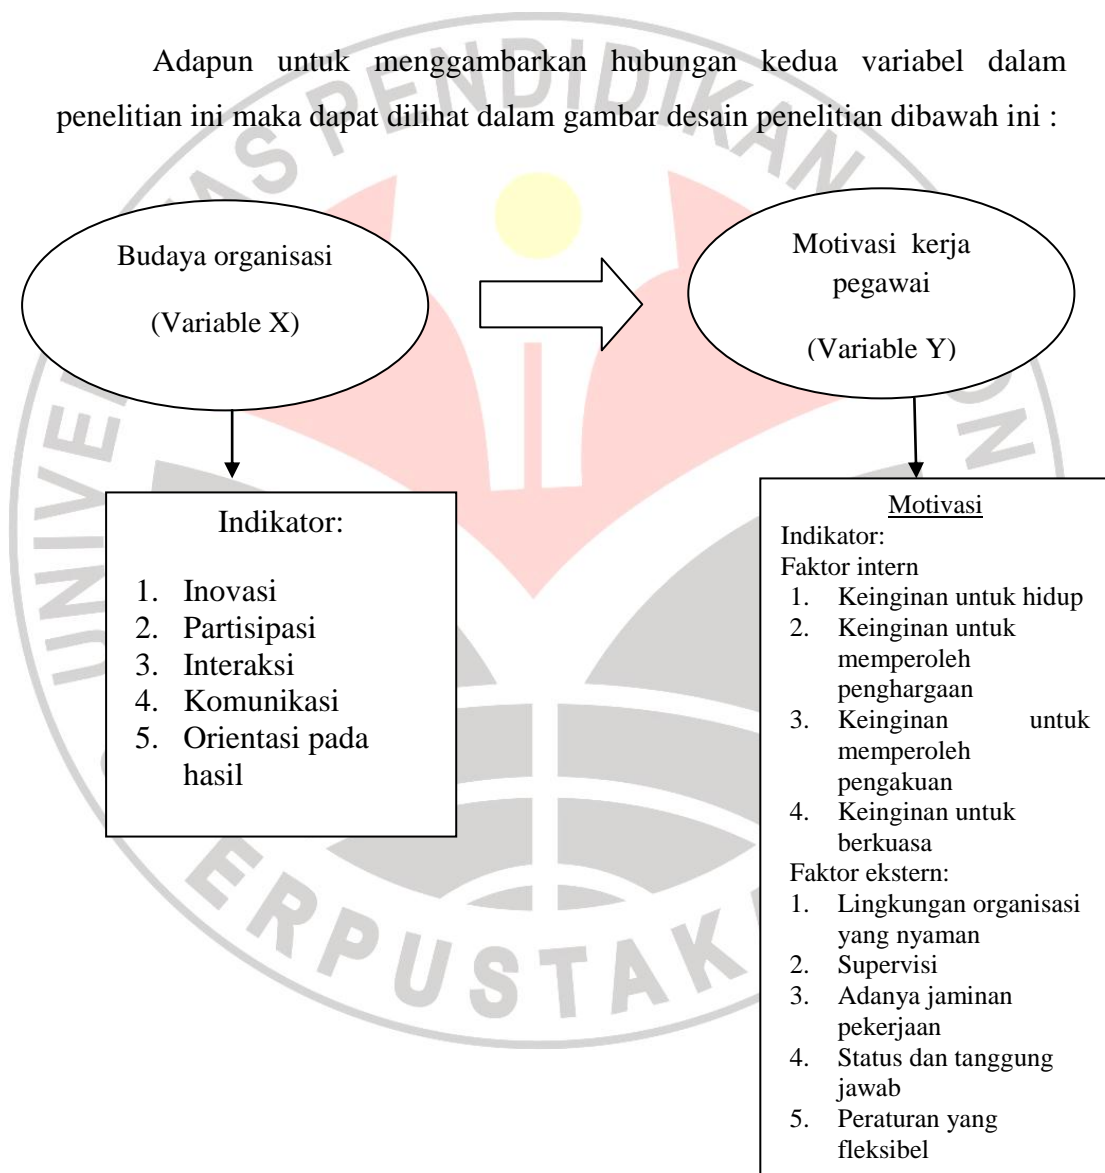 Adapun untuk menggambarkan hubungan kedua variabel dalam
penelitian ini maka dapat dilihat dalam gambar desain penelitian dibawah ini :
Budaya organisasi
(Variable X)
Motivasi kerja
pegawai
(Variable Y)
Indikator:
1. Inovasi
2. Partisipasi
3. Interaksi
4. Komunikasi
5. Orientasi pada
hasil
Motivasi
Indikator:
Faktor intern
1. Keinginan untuk hidup
2. Keinginan untuk
memperoleh
penghargaan
3. Keinginan untuk
memperoleh
pengakuan
4. Keinginan untuk
berkuasa
Faktor ekstern:
1. Lingkungan organisasi
yang nyaman
2. Supervisi
3. Adanya jaminan
pekerjaan
4. Status dan tanggung
jawab
5. Peraturan yang
fleksibel
PENDIDIKAN
ERPUSTAK